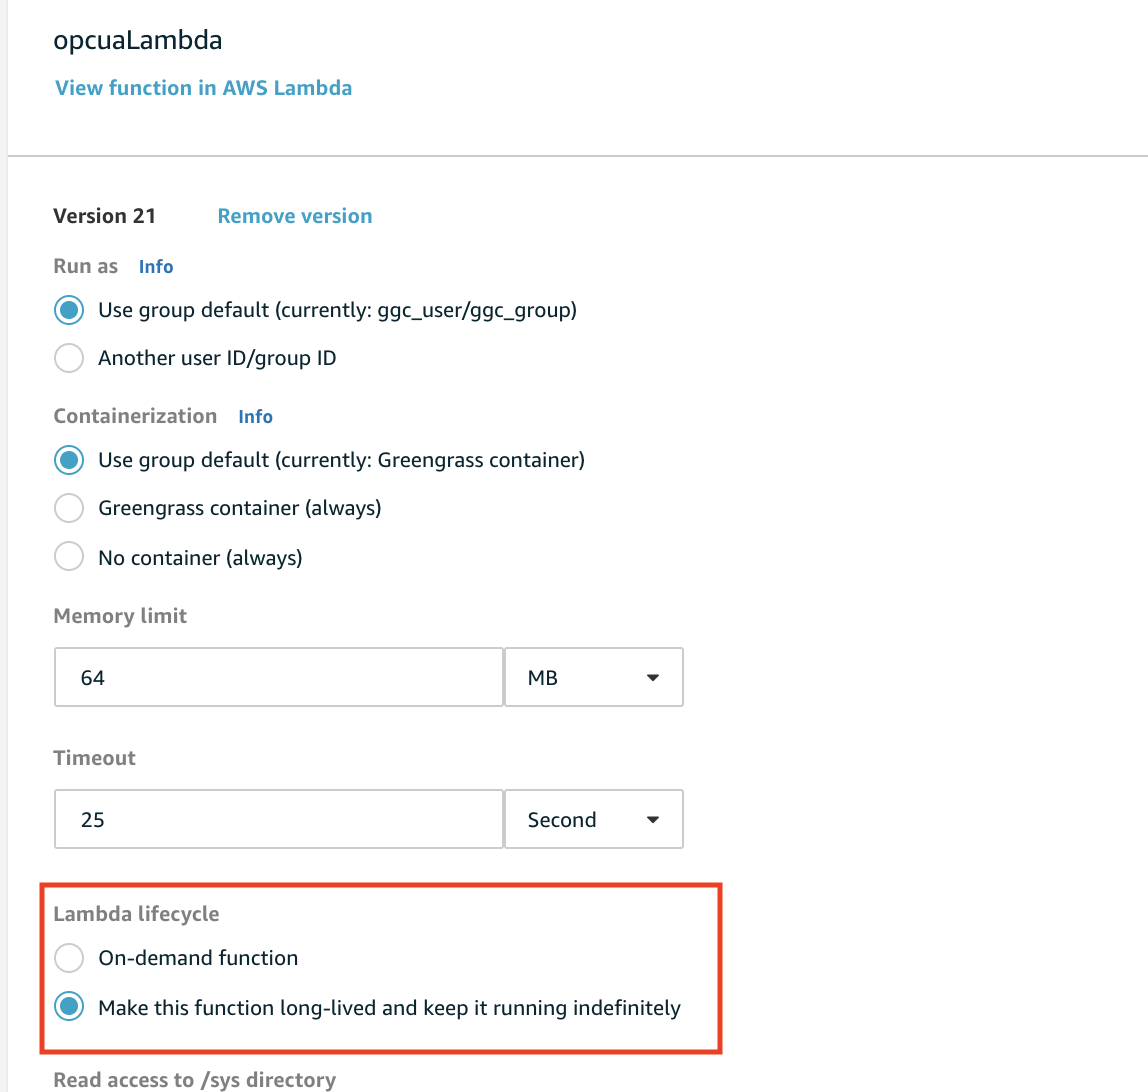 opcuaLambda
View function in AWS Lambda
Version 21 Remove version
Run as Info
Use group default (currently: ggc_user/ggc_group)
Another user ID/group ID
Containerization Info
Use group default (currently: Greengrass container)
Greengrass container (always)
No container (always)
Memory limit
64 MB
Timeout
25 Second
Lambda lifecycle
On-demand function
Make this function long-lived and keep it running indefinitely
Read access to /sys directory